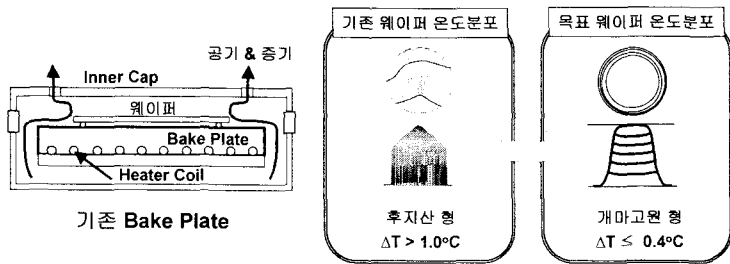 공기 & 증기
Inner Cap
웨이퍼
Bake Plate
Heater Coil
기존 Bake Plate
기존 웨이퍼 온도분포
후지산 형
ΔT > 1.0°C
목표 웨이퍼 온도분포
개마고원 형
ΔT ≤ 0.4°C